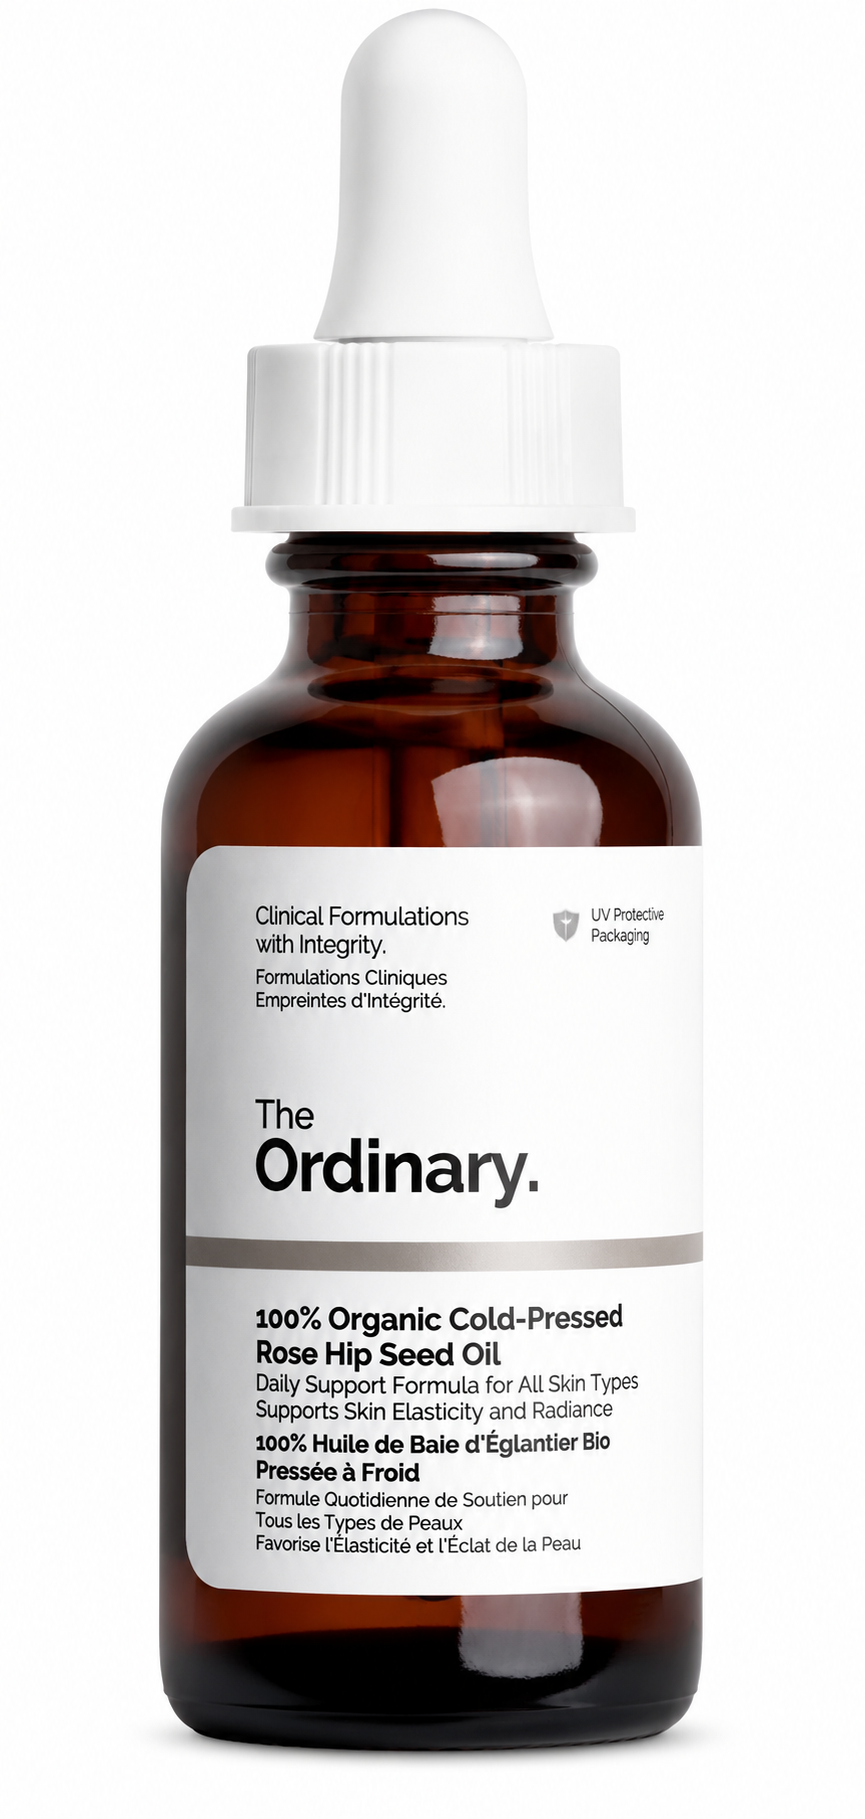 Clinical Formulations
with Integrity.
Formulations Cliniques
Empreintes d'Intégrité.
UV Protective
Packaging
The
Ordinary.
100% Organic Cold-Pressed
Rose Hip Seed Oil
Daily Support Formula for All Skin Types
Supports Skin Elasticity and Radiance
100% Huile de Baie d'Églantier Bio
Pressée à Froid
Formule Quotidienne de Soutien pour
Tous les Types de Peaux
Favorise l'Élasticité et l'Éclat de la Peau